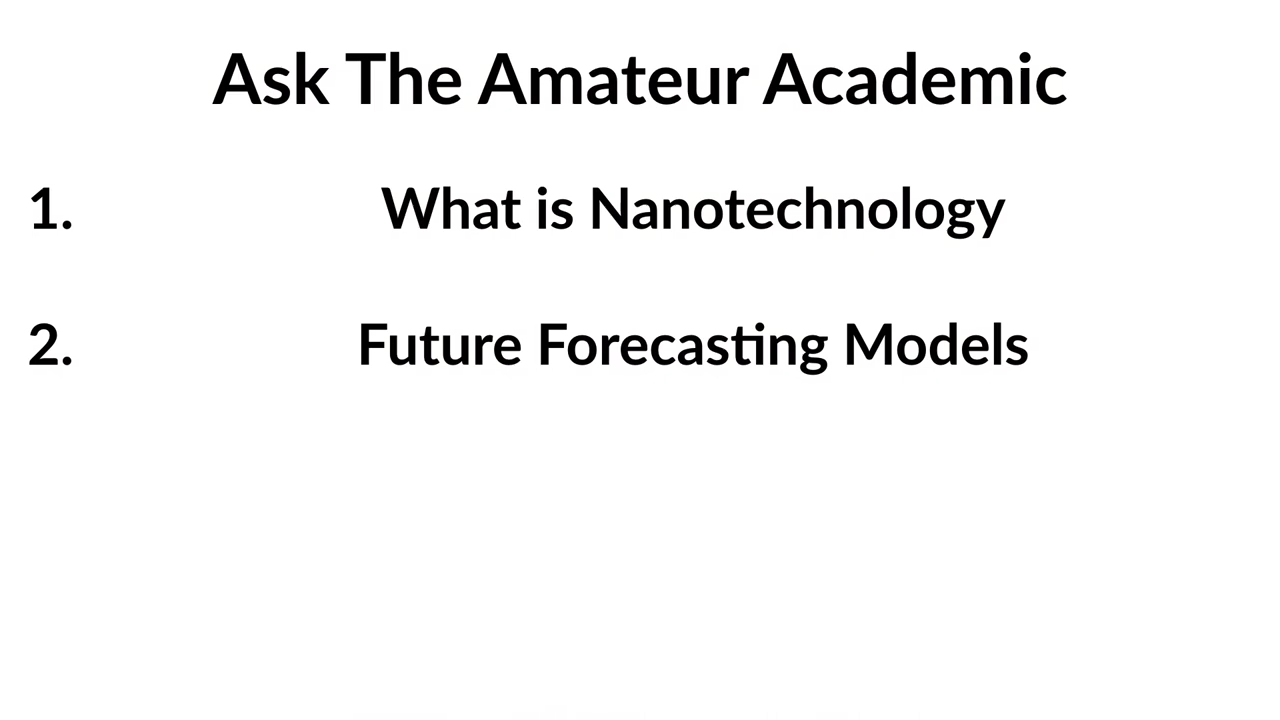 Ask The Amateur Academic
1. What is Nanotechnology
2. Future Forecasting Models